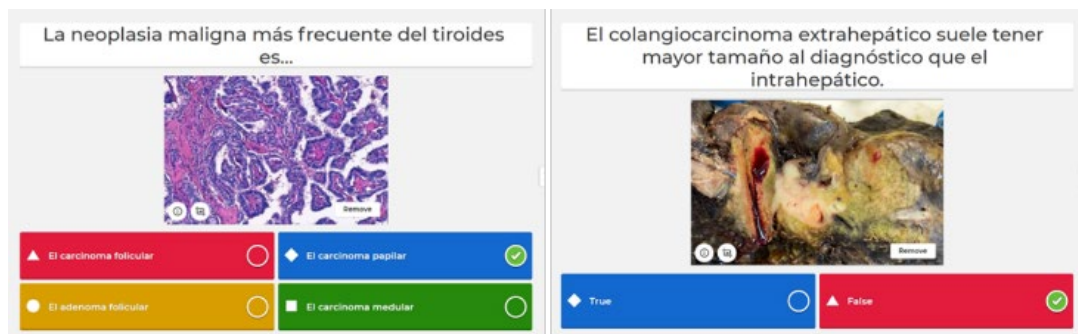 La neoplasia maligna más frecuente del tiroides
es...
Remove
El carcinoma folicular
El carcinoma papilar
El adenoma folicular
El carcinoma medular
El colangiocarcinoma extrahepático suele tener
mayor tamaño al diagnóstico que el
intrahepático.
Remove
True
False